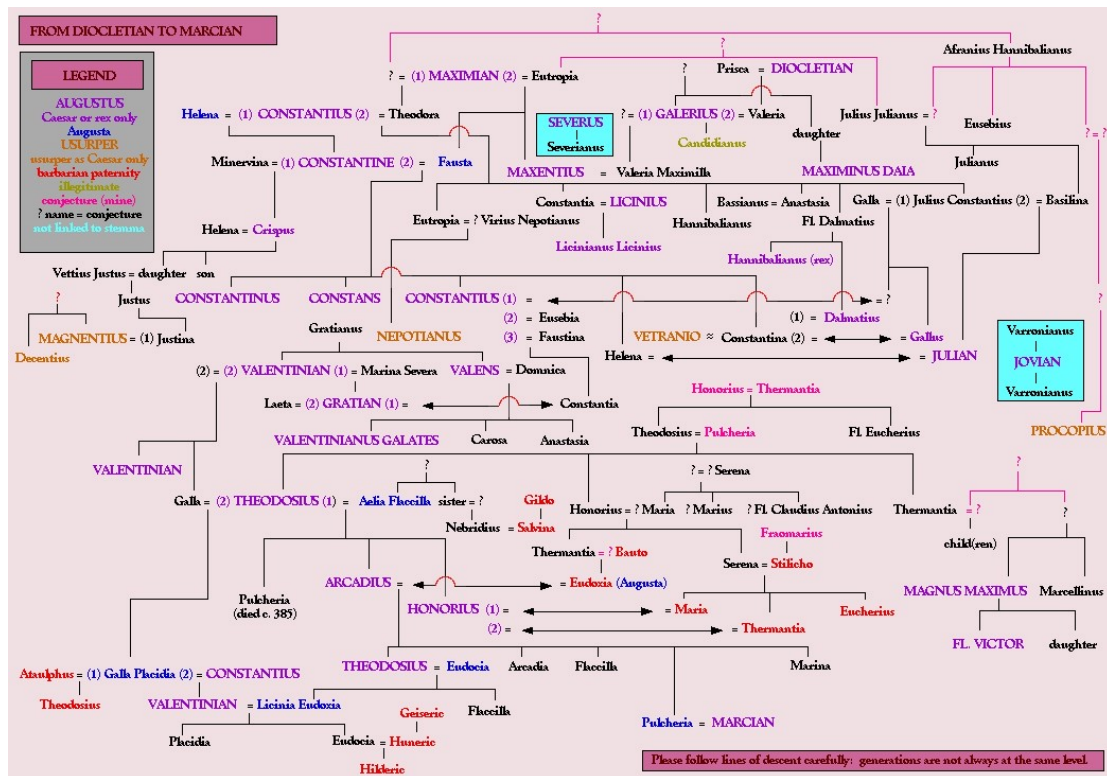 FROM DIOCLETIAN TO MARCIAN
?
Afranius Hannibalianus
LEGEND
AUGUSTUS
Caesar or rex only
Augusta
USURPER
usurper as Caesar only
barbarian paternity
illegitimate
conjecture (mine)
? name = conjecture
not linked to stemma
?
? = (1) MAXIMIAN (2) = Eutropia
? Prisca = DIOCLETIAN
Helena = (1) CONSTANTIUS (2) = Theodora
SEVERUS
Severianus
? = (1) GALERIUS (2) = Valeria
Candidianus
daughter
Julius Julianus = ?
Eusebius
? = ?
Minervina = (1) CONSTANTINE (2) = Fausta
MAXENTIUS = Valeria Maximilla
MAXIMINUS DAIA
Julianus
Constantia = LICINIUS
Bassianus = Anastasia
Galla = (1) Julius Constantius (2) = Basilina
Eutropia = ? Virius Nepotianus
Hannibalianus
Fl. Dalmatius
Helena = Crispus
Licinianus Licinius
Hannibalianus (rex)
Vettius Justus = daughter son
Justus
CONSTANTINUS CONSTANS CONSTANTIUS (1) = = ?
?
?
(2) = Eusebia
(1) = Dalmatius
MAGNENTIUS = (1) Justina
Gratianus
NEPOTIANUS
(3) = Faustina
VETRANIO ≈ Constantina (2) = = Gallus
Decentius
Helena = = JULIAN
Varronianus
JOVIAN
Varronianus
(2) = (2) VALENTINIAN (1) = Marina Severa VALENS = Domnica
Laeta = (2) GRATIAN (1) = Constantia
Honorius = Thermantia
VALENTINIANUS GALATES Carosa Anastasia
Theodosius = Pulcheria Fl. Eucherius
PROCOPIUS
VALENTINIAN
?
? = ? Serena
?
Galla = (2) THEODOSIUS (1) = Aelia Flaccilla sister = ?
Gildo
Nebridius = Salvina
Honorius = ? Maria ? Marius ? Fl. Claudius Antonius
Thermantia = ?
?
child(ren)
Fraomarius
Thermantia = ? Bauto
Serena = Stilicho
Pulcheria
(died c. 385)
ARCADIUS = = Eudoxia (Augusta)
MAGNUS MAXIMUS Marcellinus
HONORIUS (1) = = Maria
Eucherius
(2) = = Thermantia
FL. VICTOR daughter
THEODOSIUS = Eudocia Arcadia Flaccilla Marina
Ataulphus = (1) Galla Placidia (2) = CONSTANTIUS
Theodosius
VALENTINIAN = Licinia Eudoxia
Flaccilla
Geiseric
Pulcheria = MARCIAN
Placidia Eudocia = Huneric
Hilderic
Please follow lines of descent carefully: generations are not always at the same level.